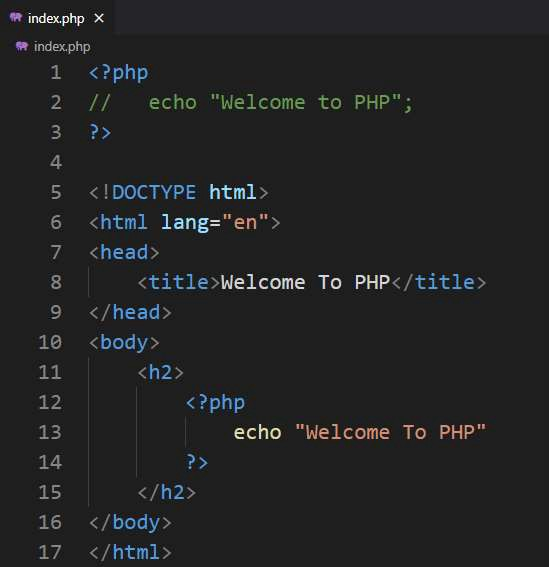 index.php ×
index.php
1 <?php
2 //   echo "Welcome to PHP";
3 ?>
4
5 <!DOCTYPE html>
6 <html lang="en">
7 <head>
8     <title>Welcome To PHP</title>
9 </head>
10 <body>
11     <h2>
12         <?php
13             echo "Welcome To PHP"
14         ?>
15     </h2>
16 </body>
17 </html>